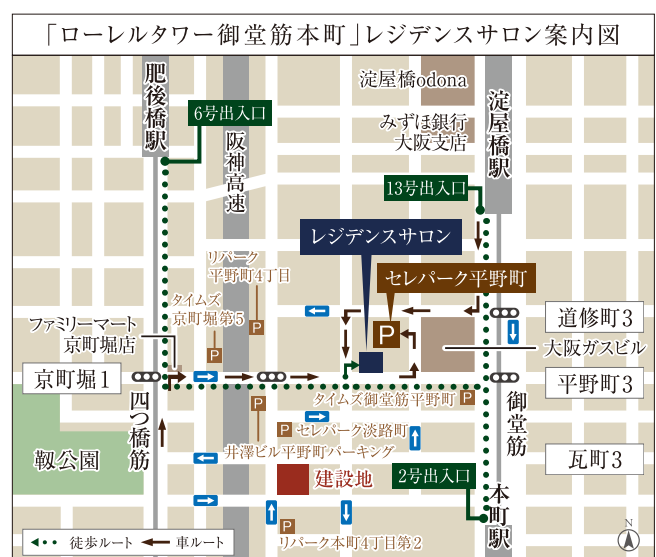 「ローレルタワー御堂筋本町」レジデンスサロン案内図
肥後橋駅
6号出入口
阪神高速
淀屋橋odona
みずほ銀行
大阪支店
淀屋橋駅
13号出入口
レジデンスサロン
セレパーク平野町
リパーク
平野町4丁目
P
タイムズ
京町堀第5
P
ファミリーマート
京町堀店
P
道修町3
大阪ガスビル
京町堀1
平野町3
四つ橋筋
タイムズ御堂筋平野町
P
御堂筋
P
P
セレパーク淡路町
井澤ビル平野町パーキング
靱公園
瓦町3
建設地
2号出入口
本町駅
P
リパーク本町4丁目第2
徒歩ルート
車ルート
N